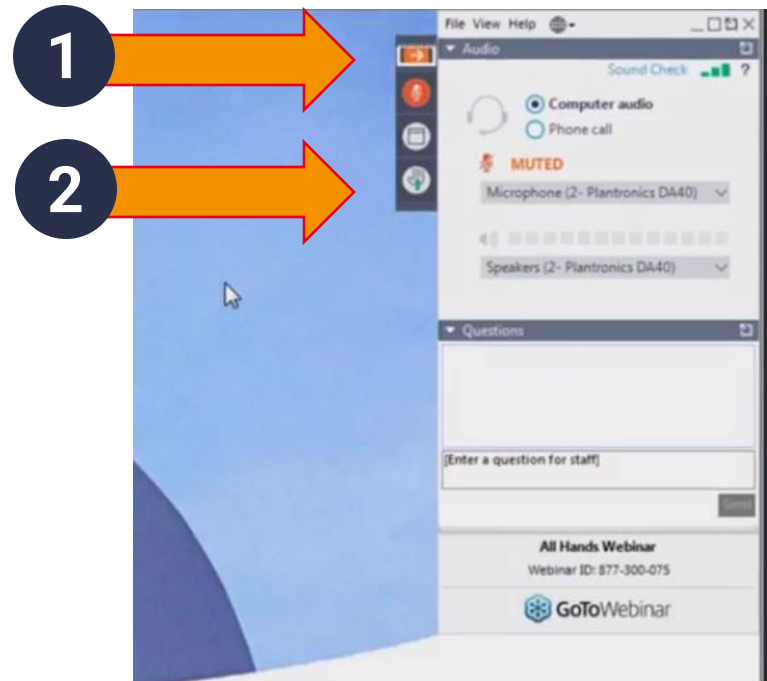 1
2
File View Help
Audio
Sound Check ?
Computer audio
Phone call
MUTED
Microphone (2- Plantronics DA40)
Speakers (2- Plantronics DA40)
Questions
[Enter a question for staff]
Send
All Hands Webinar
Webinar ID: 877-300-075
GoToWebinar